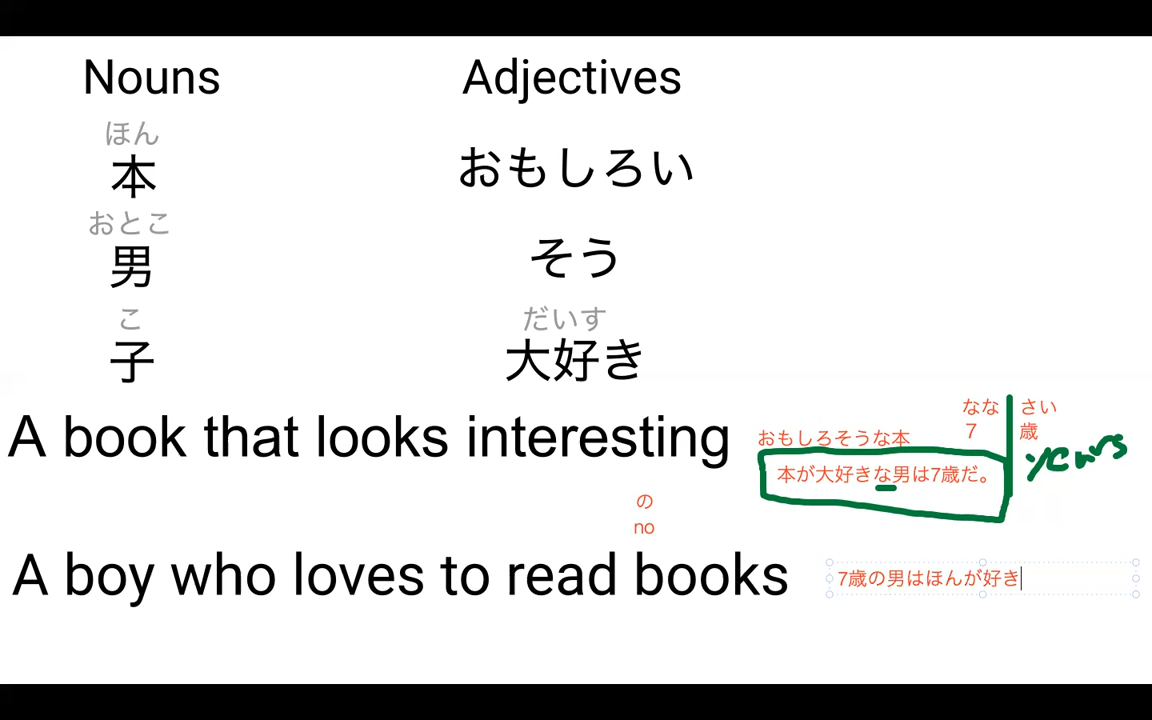 Nouns
Adjectives
ほん
本
おもしろい
おとこ
男
そう
こ
子
だいす
大好き
A book that looks interesting
おもしろそうな本
なな
7
さい
歳
years
本が大好きな男は7歳だ。
の
no
A boy who loves to read books
7歳の男はほんが好き